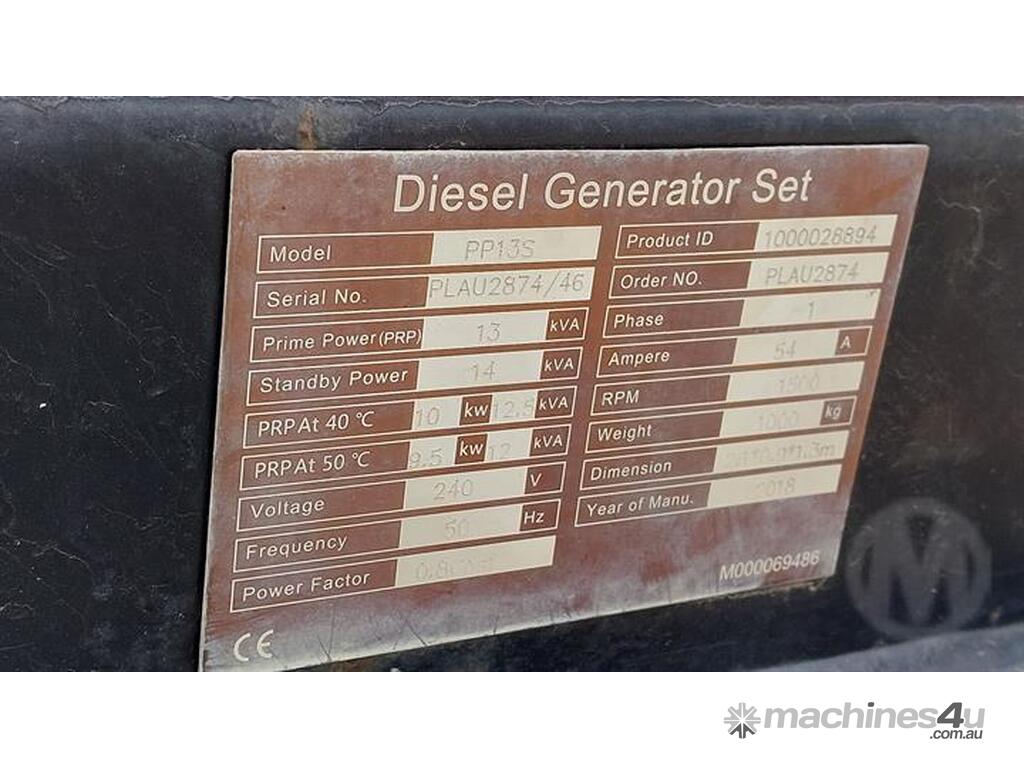 Diesel Generator Set
Model PP13S
Serial No. PLAU2874/46
Prime Power(PRP) 13 kVA
Standby Power 14 kVA
PRPAt 40 ℃ 10 kw 12.5 kVA
PRPAt 50 ℃ 9.5 kw 12 kVA
Voltage 240 V
Frequency 50 Hz
Power Factor
CE
Product ID 1000028894
Order NO. PLAU2874
Phase 1
Ampere 54 A
RPM 1500
Weight 1000 kg
Dimension
Year of Manu. 2018
M000069486
M
machines4u
.com.au